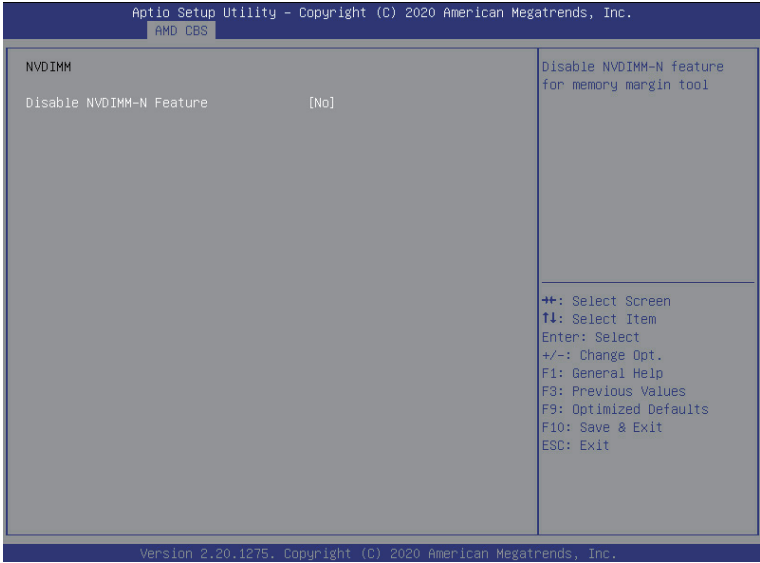 Aptio Setup Utility – Copyright (C) 2020 American Megatrends, Inc.
AMD CBS
NVDIMM
Disable NVDIMM-N Feature [No]
Disable NVDIMM-N feature
for memory margin tool
→←: Select Screen
↑↓: Select Item
Enter: Select
+/-: Change Opt.
F1: General Help
F3: Previous Values
F9: Optimized Defaults
F10: Save & Exit
ESC: Exit
Version 2.20.1275. Copyright (C) 2020 American Megatrends, Inc.